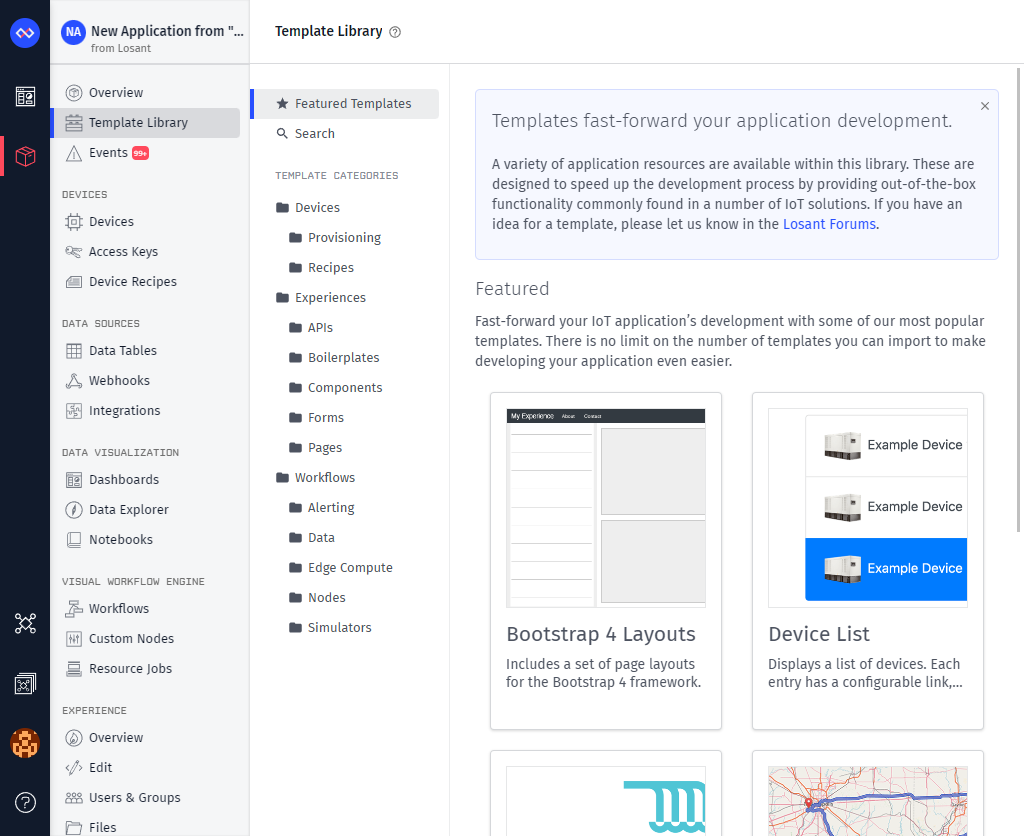 NA
New Application from "...
from Losant
Overview
Template Library
Events 99+
DEVICES
Devices
Access Keys
Device Recipes
DATA SOURCES
Data Tables
Webhooks
Integrations
DATA VISUALIZATION
Dashboards
Data Explorer
Notebooks
VISUAL WORKFLOW ENGINE
Workflows
Custom Nodes
Resource Jobs
EXPERIENCE
Overview
Edit
Users & Groups
Files
Template Library
Featured Templates
Search
TEMPLATE CATEGORIES
Devices
Provisioning
Recipes
Experiences
APIs
Boilerplates
Components
Forms
Pages
Workflows
Alerting
Data
Edge Compute
Nodes
Simulators
Templates fast-forward your application development.
A variety of application resources are available within this library. These are
designed to speed up the development process by providing out-of-the-box
functionality commonly found in a number of IoT solutions. If you have an
idea for a template, please let us know in the Losant Forums.
Featured
Fast-forward your IoT application’s development with some of our most popular
templates. There is no limit on the number of templates you can import to make
developing your application even easier.
My Experience About Contact
Bootstrap 4 Layouts
Includes a set of page layouts
for the Bootstrap 4 framework.
Example Device
Example Device
Example Device
Device List
Displays a list of devices. Each
entry has a configurable link,...